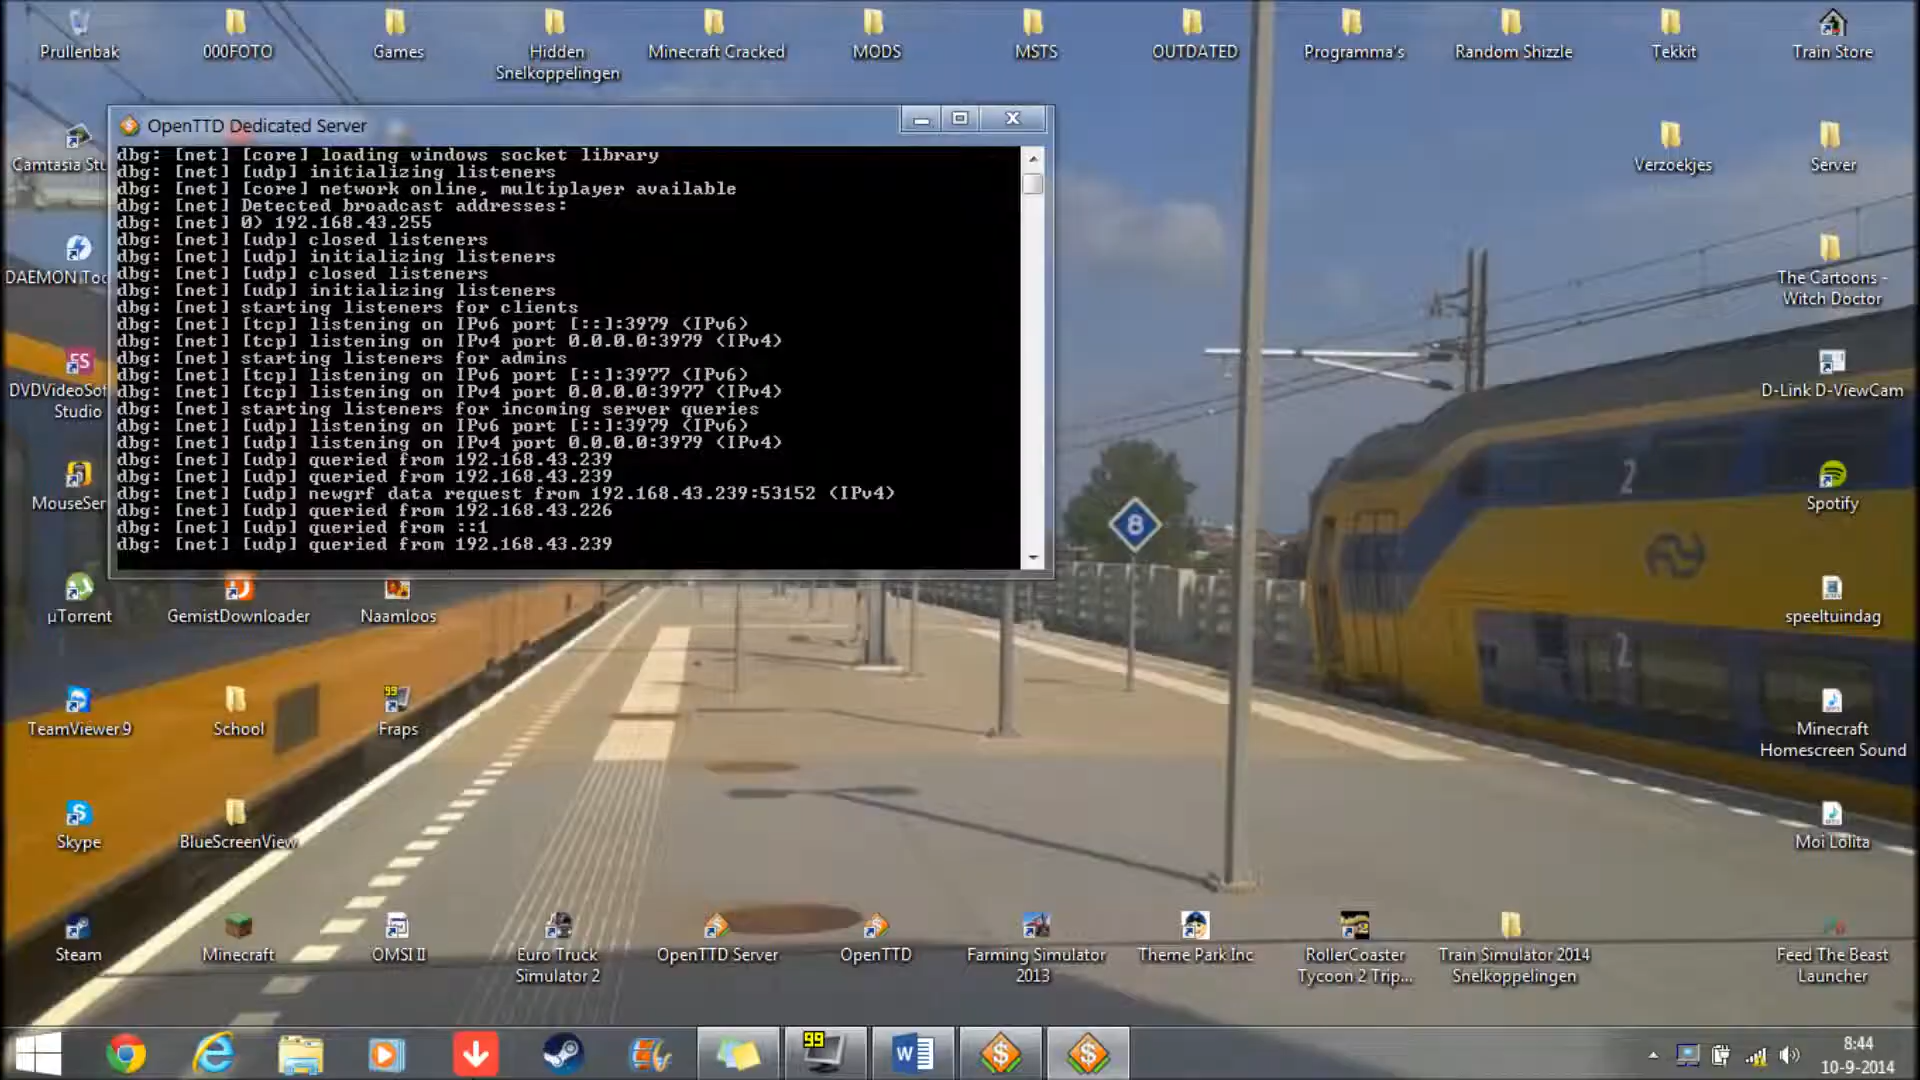 Prullenbak
000FOTO
Games
Hidden
Snelkoppelingen
Minecraft Cracked
MODS
MSTS
OUTDATED
Programma's
Random Shizzle
Tekkit
Train Store
OpenTTD Dedicated Server
dbg: [net] [core] loading windows socket library
dbg: [net] [udp] initializing listeners
dbg: [net] [core] network online, multiplayer available
dbg: [net] Detected broadcast addresses:
dbg: [net] 0) 192.168.43.255
dbg: [net] [udp] closed listeners
dbg: [net] [udp] initializing listeners
dbg: [net] [udp] closed listeners
dbg: [net] [udp] initializing listeners
dbg: [net] starting listeners for clients
dbg: [net] [tcp] listening on IPv6 port [::]:3979 (IPv6)
dbg: [net] [tcp] listening on IPv4 port 0.0.0.0:3979 (IPv4)
dbg: [net] starting listeners for admins
dbg: [net] [tcp] listening on IPv6 port [::]:3977 (IPv6)
dbg: [net] [tcp] listening on IPv4 port 0.0.0.0:3977 (IPv4)
dbg: [net] starting listeners for incoming server queries
dbg: [net] [udp] listening on IPv6 port [::]:3979 (IPv6)
dbg: [net] [udp] listening on IPv4 port 0.0.0.0:3979 (IPv4)
dbg: [net] [udp] queried from 192.168.43.239
dbg: [net] [udp] queried from 192.168.43.239
dbg: [net] [udp] newgrf data request from 192.168.43.239:53152 (IPv4)
dbg: [net] [udp] queried from 192.168.43.226
dbg: [net] [udp] queried from ::1
dbg: [net] [udp] queried from 192.168.43.239
Camtasia Stu
Verzoekjes
Server
DAEMON Too
The Cartoons -
Witch Doctor
DVDVideoSof
Studio
D-Link D-ViewCam
MouseSer
Spotify
8
2
2
µTorrent
GemistDownloader
Naamloos
speeltuindag
TeamViewer 9
School
99
Fraps
Minecraft
Homescreen Sound
Skype
BlueScreenView
Moi Lolita
Steam
Minecraft
OMSI II
Euro Truck
Simulator 2
OpenTTD Server
OpenTTD
Farming Simulator
2013
Theme Park Inc
RollerCoaster
Tycoon 2 Trip...
Train Simulator 2014
Snelkoppelingen
Feed The Beast
Launcher
99
8:44
10-9-2014